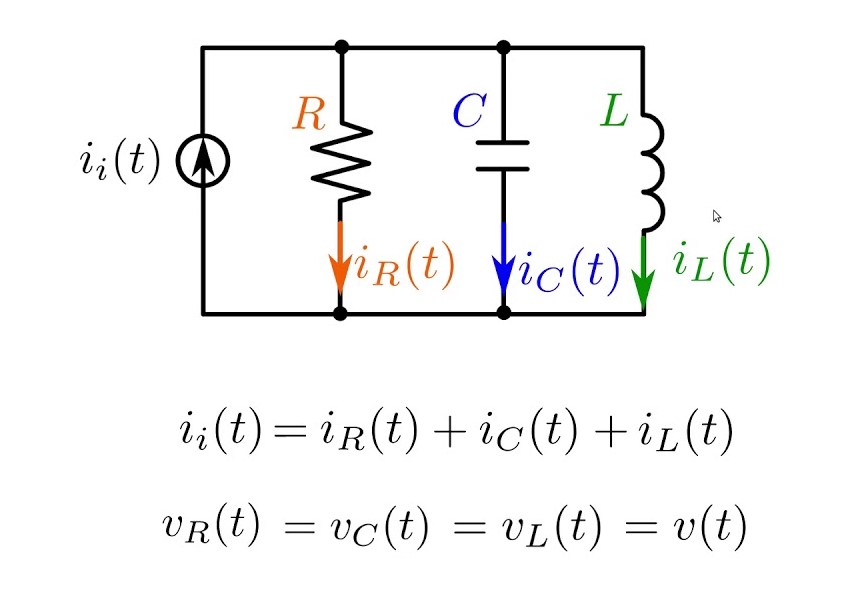 R
C
L
i_i(t)
i_R(t)
i_C(t)
i_L(t)
i_i(t) = i_R(t) + i_C(t) + i_L(t)
v_R(t) = v_C(t) = v_L(t) = v(t)